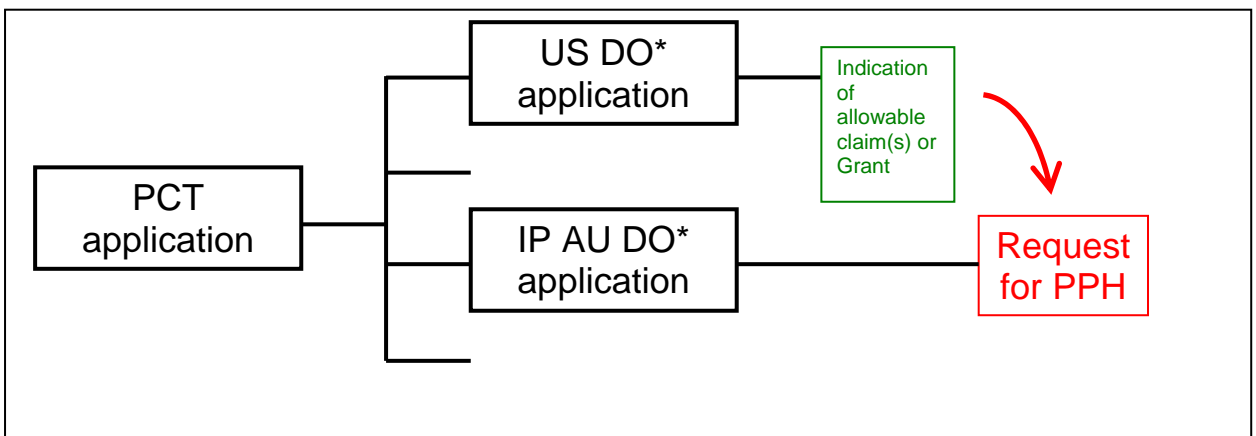 US DO*
application
Indication
of
allowable
claim(s) or
Grant
PCT
application
IP AU DO*
application
Request
for PPH